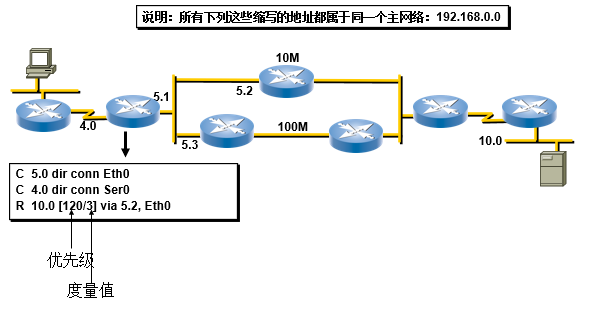 说明：所有下列这些缩写的地址都属于同一个主网络：192.168.0.0
10M
5.1
5.2
4.0
5.3
100M
10.0
C 5.0 dir conn Eth0
C 4.0 dir conn Ser0
R 10.0 [120/3] via 5.2, Eth0
优先级
度量值